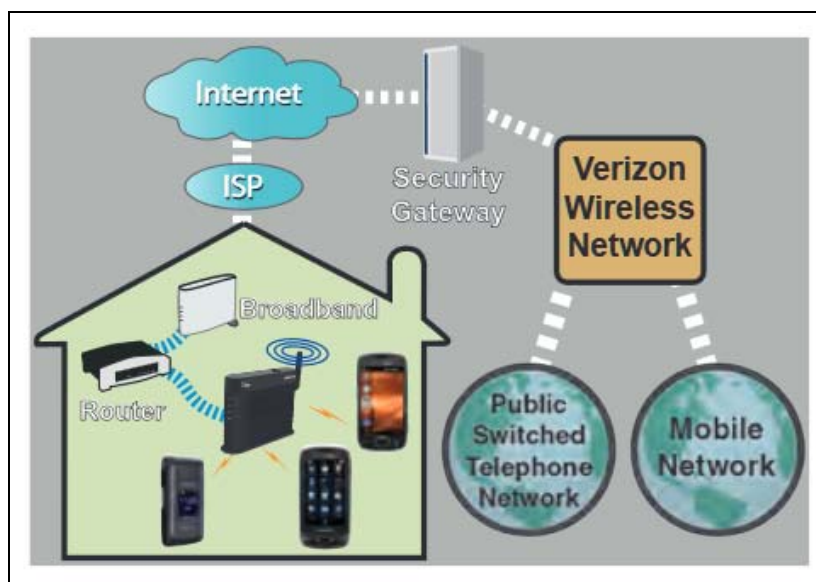 Internet
ISP
Security
Gateway
Verizon
Wireless
Network
Broadband
Router
Public
Switched
Telephone
Network
Mobile
Network